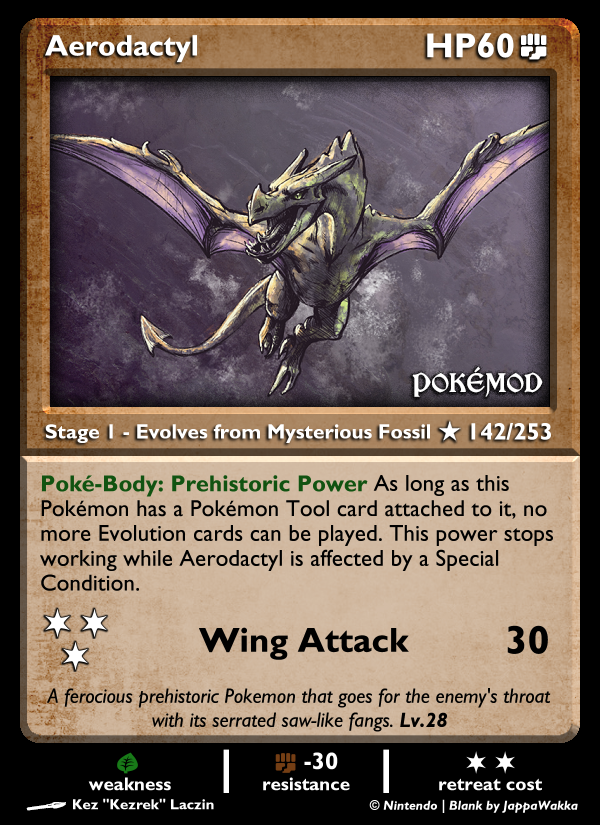 Aerodactyl HP60
POKÉMOD
Stage 1 - Evolves from Mysterious Fossil ★ 142/253
Poké-Body: Prehistoric Power As long as this
Pokémon has a Pokémon Tool card attached to it, no
more Evolution cards can be played. This power stops
working while Aerodactyl is affected by a Special
Condition.
Wing Attack 30
A ferocious prehistoric Pokemon that goes for the enemy's throat
with its serrated saw-like fangs. Lv.28
-30
weakness resistance retreat cost
Kez "Kezrek" Laczin © Nintendo | Blank by JappaWakka